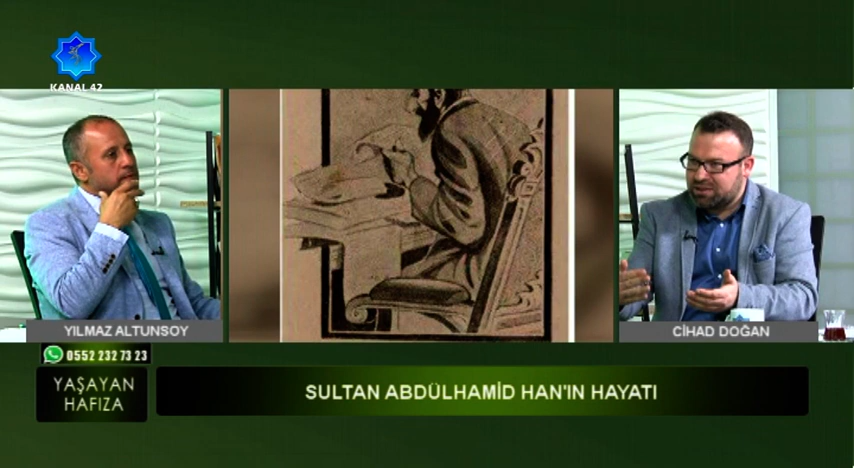 KANAL 42
YILMAZ ALTUNSOY
CİHAD DOĞAN
0552 232 73 23
YAŞAYAN
HAFIZA
SULTAN ABDÜLHAMİD HAN'IN HAYATI